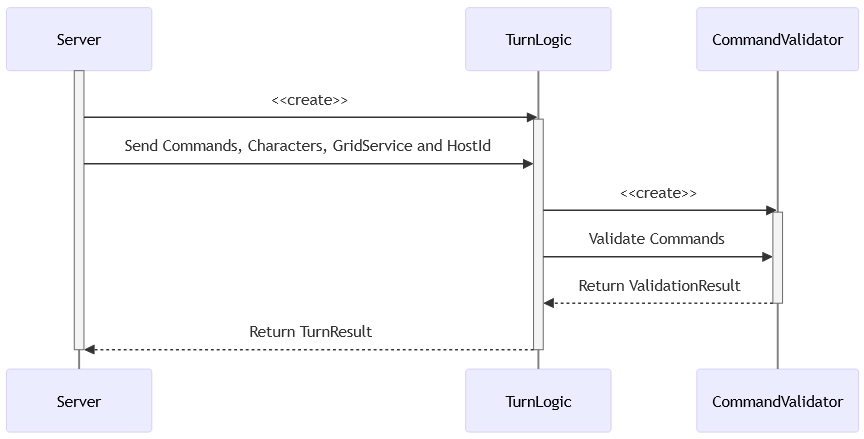 Server
TurnLogic
CommandValidator
<<create>>
Send Commands, Characters, GridService and HostId
<<create>>
Validate Commands
Return ValidationResult
Return TurnResult
Server
TurnLogic
CommandValidator